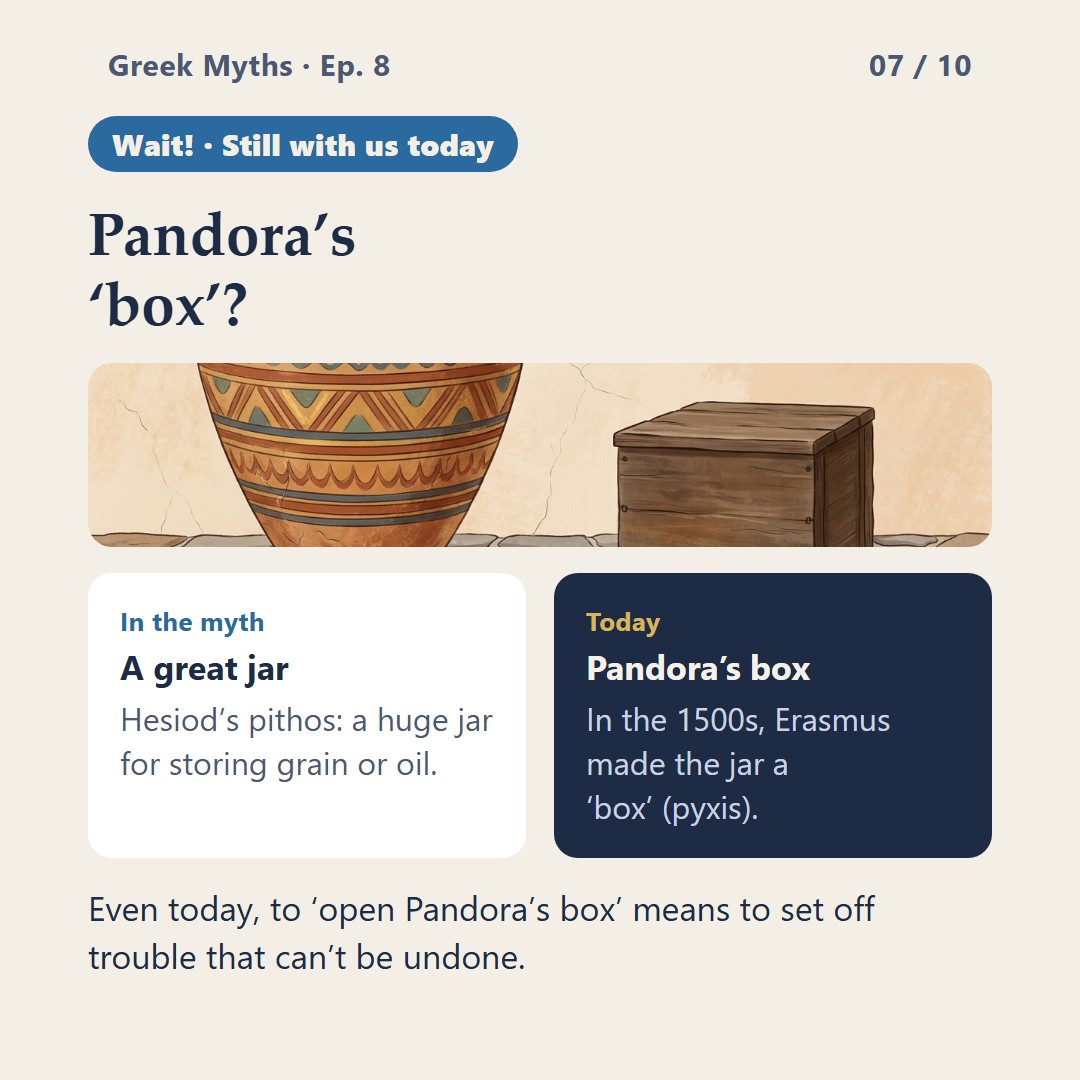 Greek Myths · Ep. 8
07 / 10
Wait! · Still with us today
Pandora’s
‘box’?
In the myth
A great jar
Hesiod’s pithos: a huge jar
for storing grain or oil.
Today
Pandora’s box
In the 1500s, Erasmus
made the jar a
‘box’ (pyxis).
Even today, to ‘open Pandora’s box’ means to set off
trouble that can’t be undone.